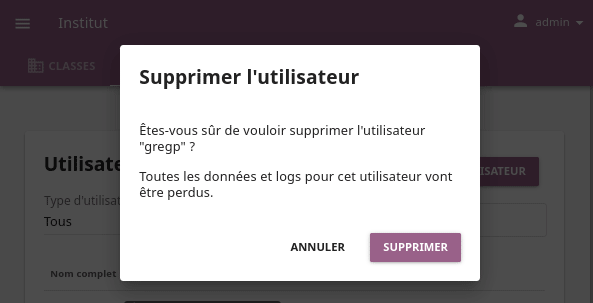 Institut
admin
CLASSES
Supprimer l'utilisateur
Êtes-vous sûr de vouloir supprimer l'utilisateur
"gregp" ?
Toutes les données et logs pour cet utilisateur vont
être perdus.
ANNULER
SUPPRIMER
Utilisate
ISATEUR
Type d'utilisat
Tous
Nom complet